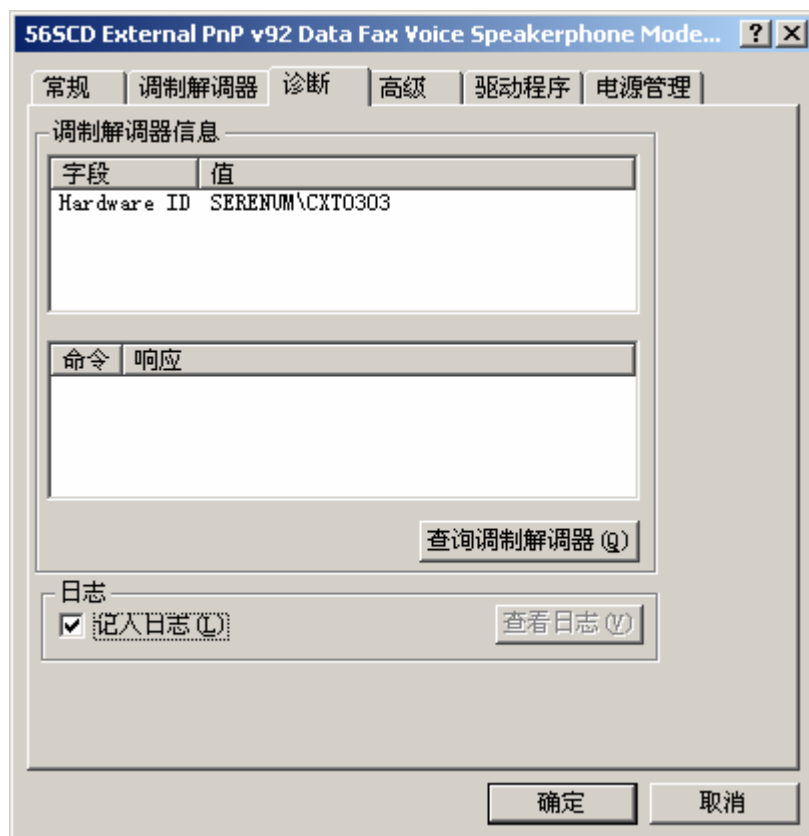 56SCD External PnP v92 Data Fax Voice Speakerphone Mode...
常规 调制解调器 诊断 高级 驱动程序 电源管理
调制解调器信息
字段 值
Hardware ID SERENUM\CXT0303
命令 响应
查询调制解调器(Q)
日志
记入日志(L) 查看日志(V)
确定 取消